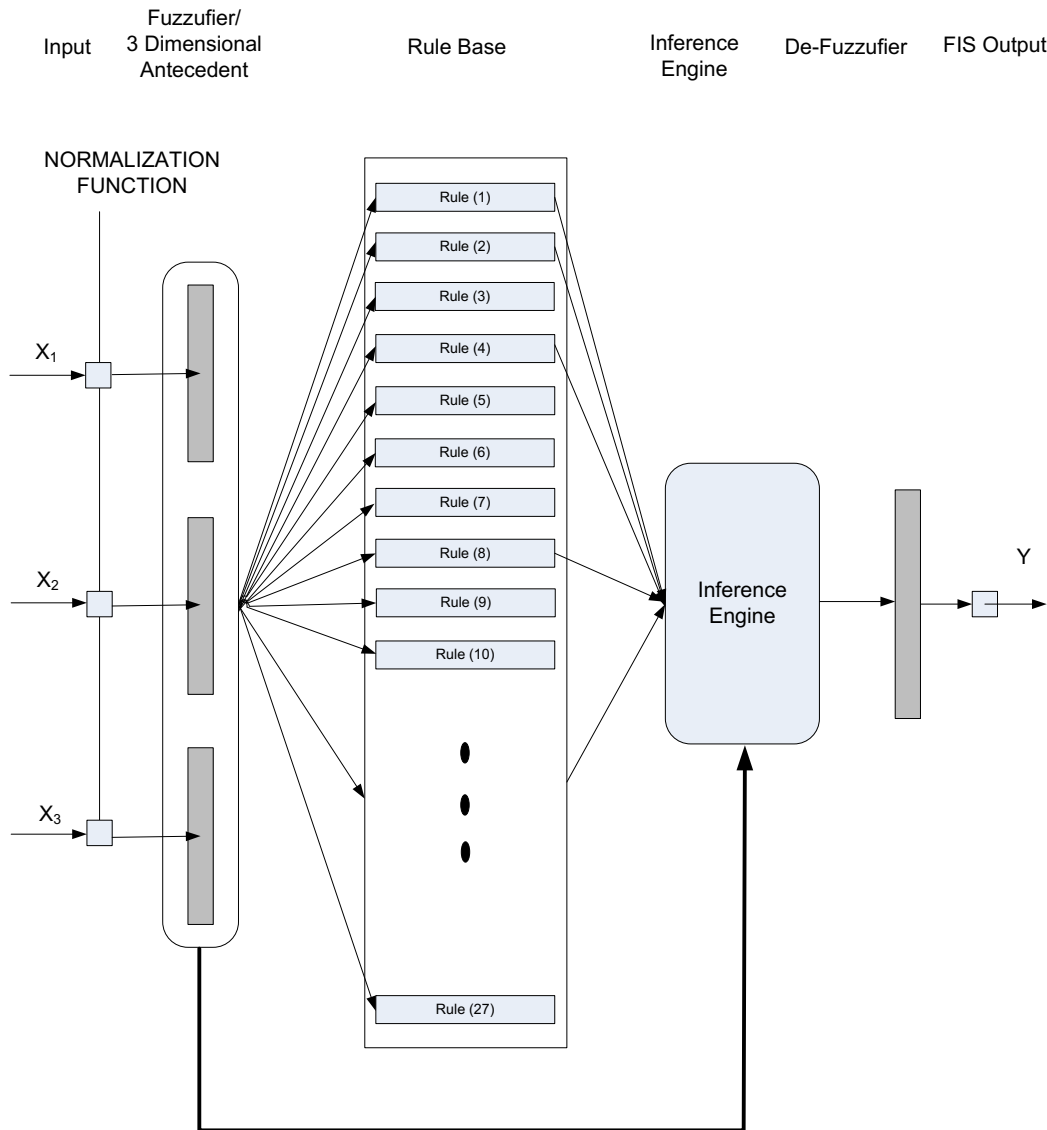 Input
Fuzzufier/
3 Dimensional
Antecedent
Rule Base
Inference
Engine
De-Fuzzufier
FIS Output
NORMALIZATION
FUNCTION
X₁
X₂
X₃
Rule (1)
Rule (2)
Rule (3)
Rule (4)
Rule (5)
Rule (6)
Rule (7)
Rule (8)
Rule (9)
Rule (10)
Rule (27)
Inference
Engine
Y